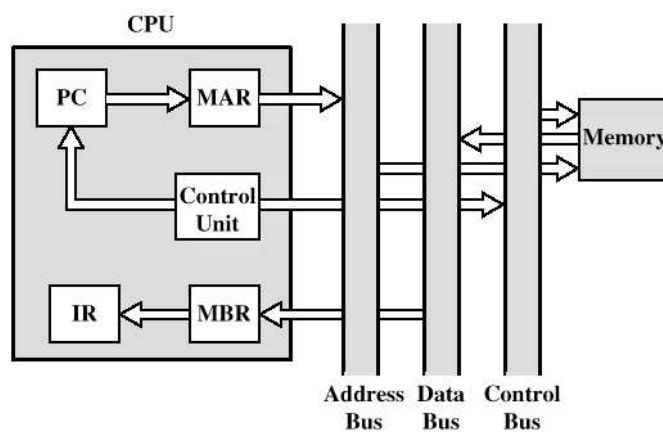 CPU
PC
MAR
Memory
Control
Unit
IR
MBR
Address
Bus
Data
Bus
Control
Bus